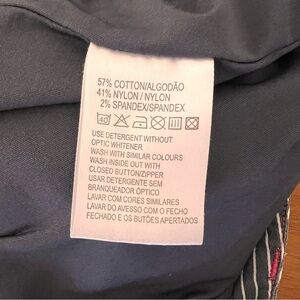 57% COTTON/ALGODÃO
41% NYLON / NYLON
2% SPANDEX/SPANDEX
40
USE DETERGENT WITHOUT
OPTIC WHITENER
WASH WITH SIMILAR COLOURS
WASH INSIDE OUT WITH
CLOSED BUTTON/ZIPPER
USAR DETERGENTE SEM
BRANQUEADOR ÓPTICO
LAVAR COM CORES SIMILARES
LAVAR DO AVESSO COM O FECHO
FECHADO E OS BUTÕES APERTADOS